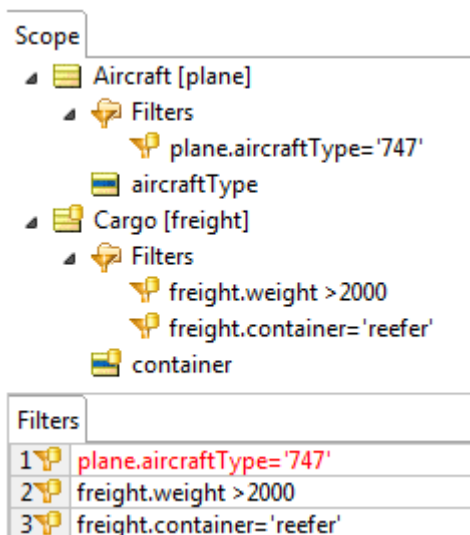 Scope
Aircraft [plane]
Filters
plane.aircraftType='747'
aircraftType
Cargo [freight]
Filters
freight.weight >2000
freight.container='reefer'
container
Filters
1 plane.aircraftType='747'
2 freight.weight >2000
3 freight.container='reefer'